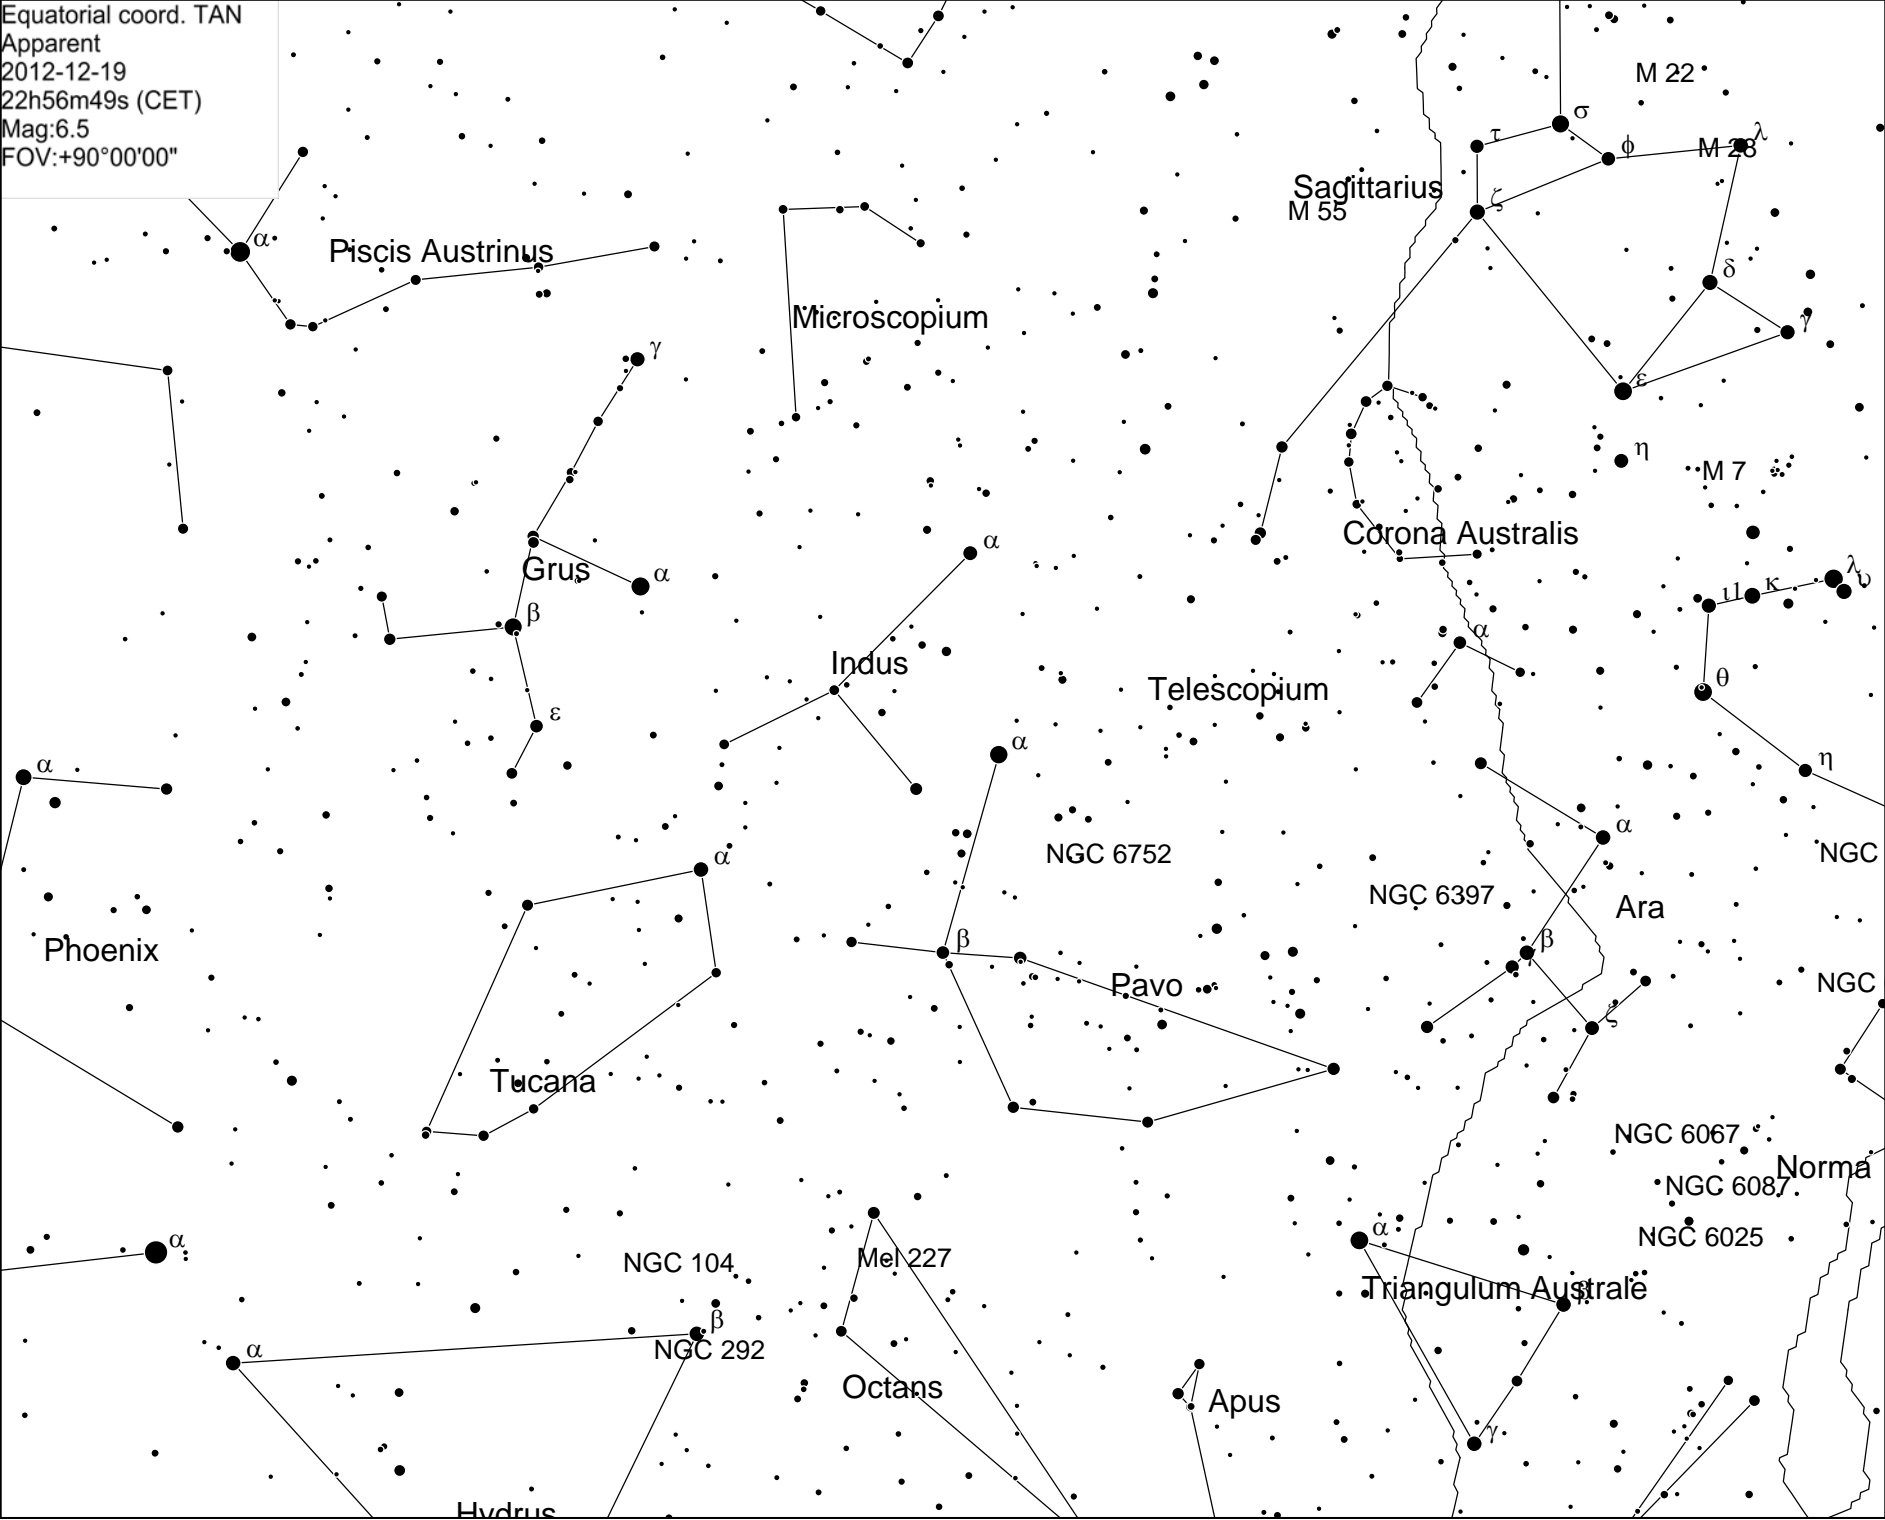 Equatorial coord. TAN
Apparent
2012-12-19
22h56m49s (CET)
Mag:6.5
FOV:+90°00'00"
M 22
σ
τ
ϕ
λ
M 28
Sagittarius
ζ
M 55
α
Piscis Austrinus
δ
Microscopium
γ
γ
ε
η
M 7
Corona Australis
α
Grus
α
λ
υ
ι1
κ
β
α
Indus
θ
Telescopium
ε
α
η
α
α
α
NGC 6752
NGC
NGC 6397
Ara
β
β
Phoenix
Pavo
NGC
ζ
Tucana
NGC 6067
Norma
NGC 6087
α
α
NGC 6025
NGC 104
Mel 227
Triangulum Australe
β
β
NGC 292
α
Octans
Apus
γ
Hydrus